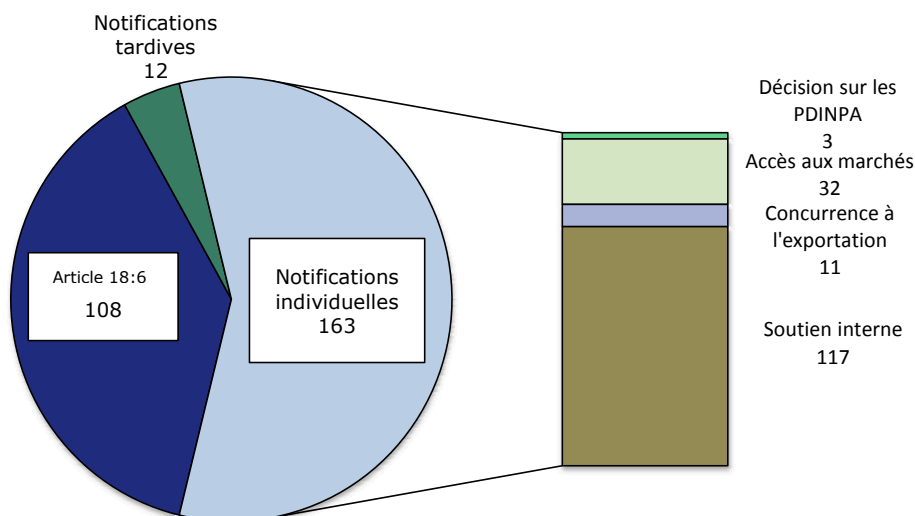 Notifications
tardives
12
Article 18:6
108
Notifications
individuelles
163
Décision sur les
PDINPA
3
Accès aux marchés
32
Concurrence à
l'exportation
11
Soutien interne
117